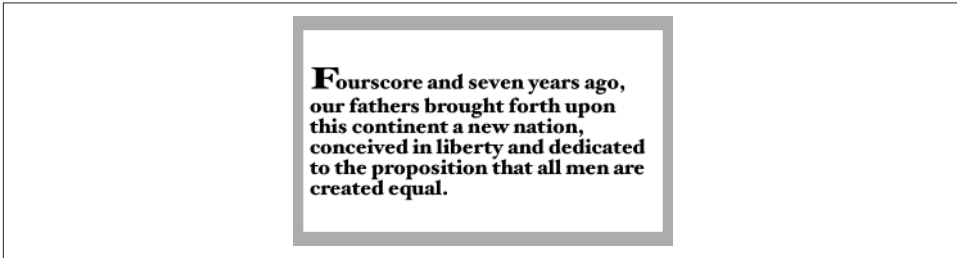 Fourscore and seven years ago,
our fathers brought forth upon
this continent a new nation,
conceived in liberty and dedicated
to the proposition that all men are
created equal.